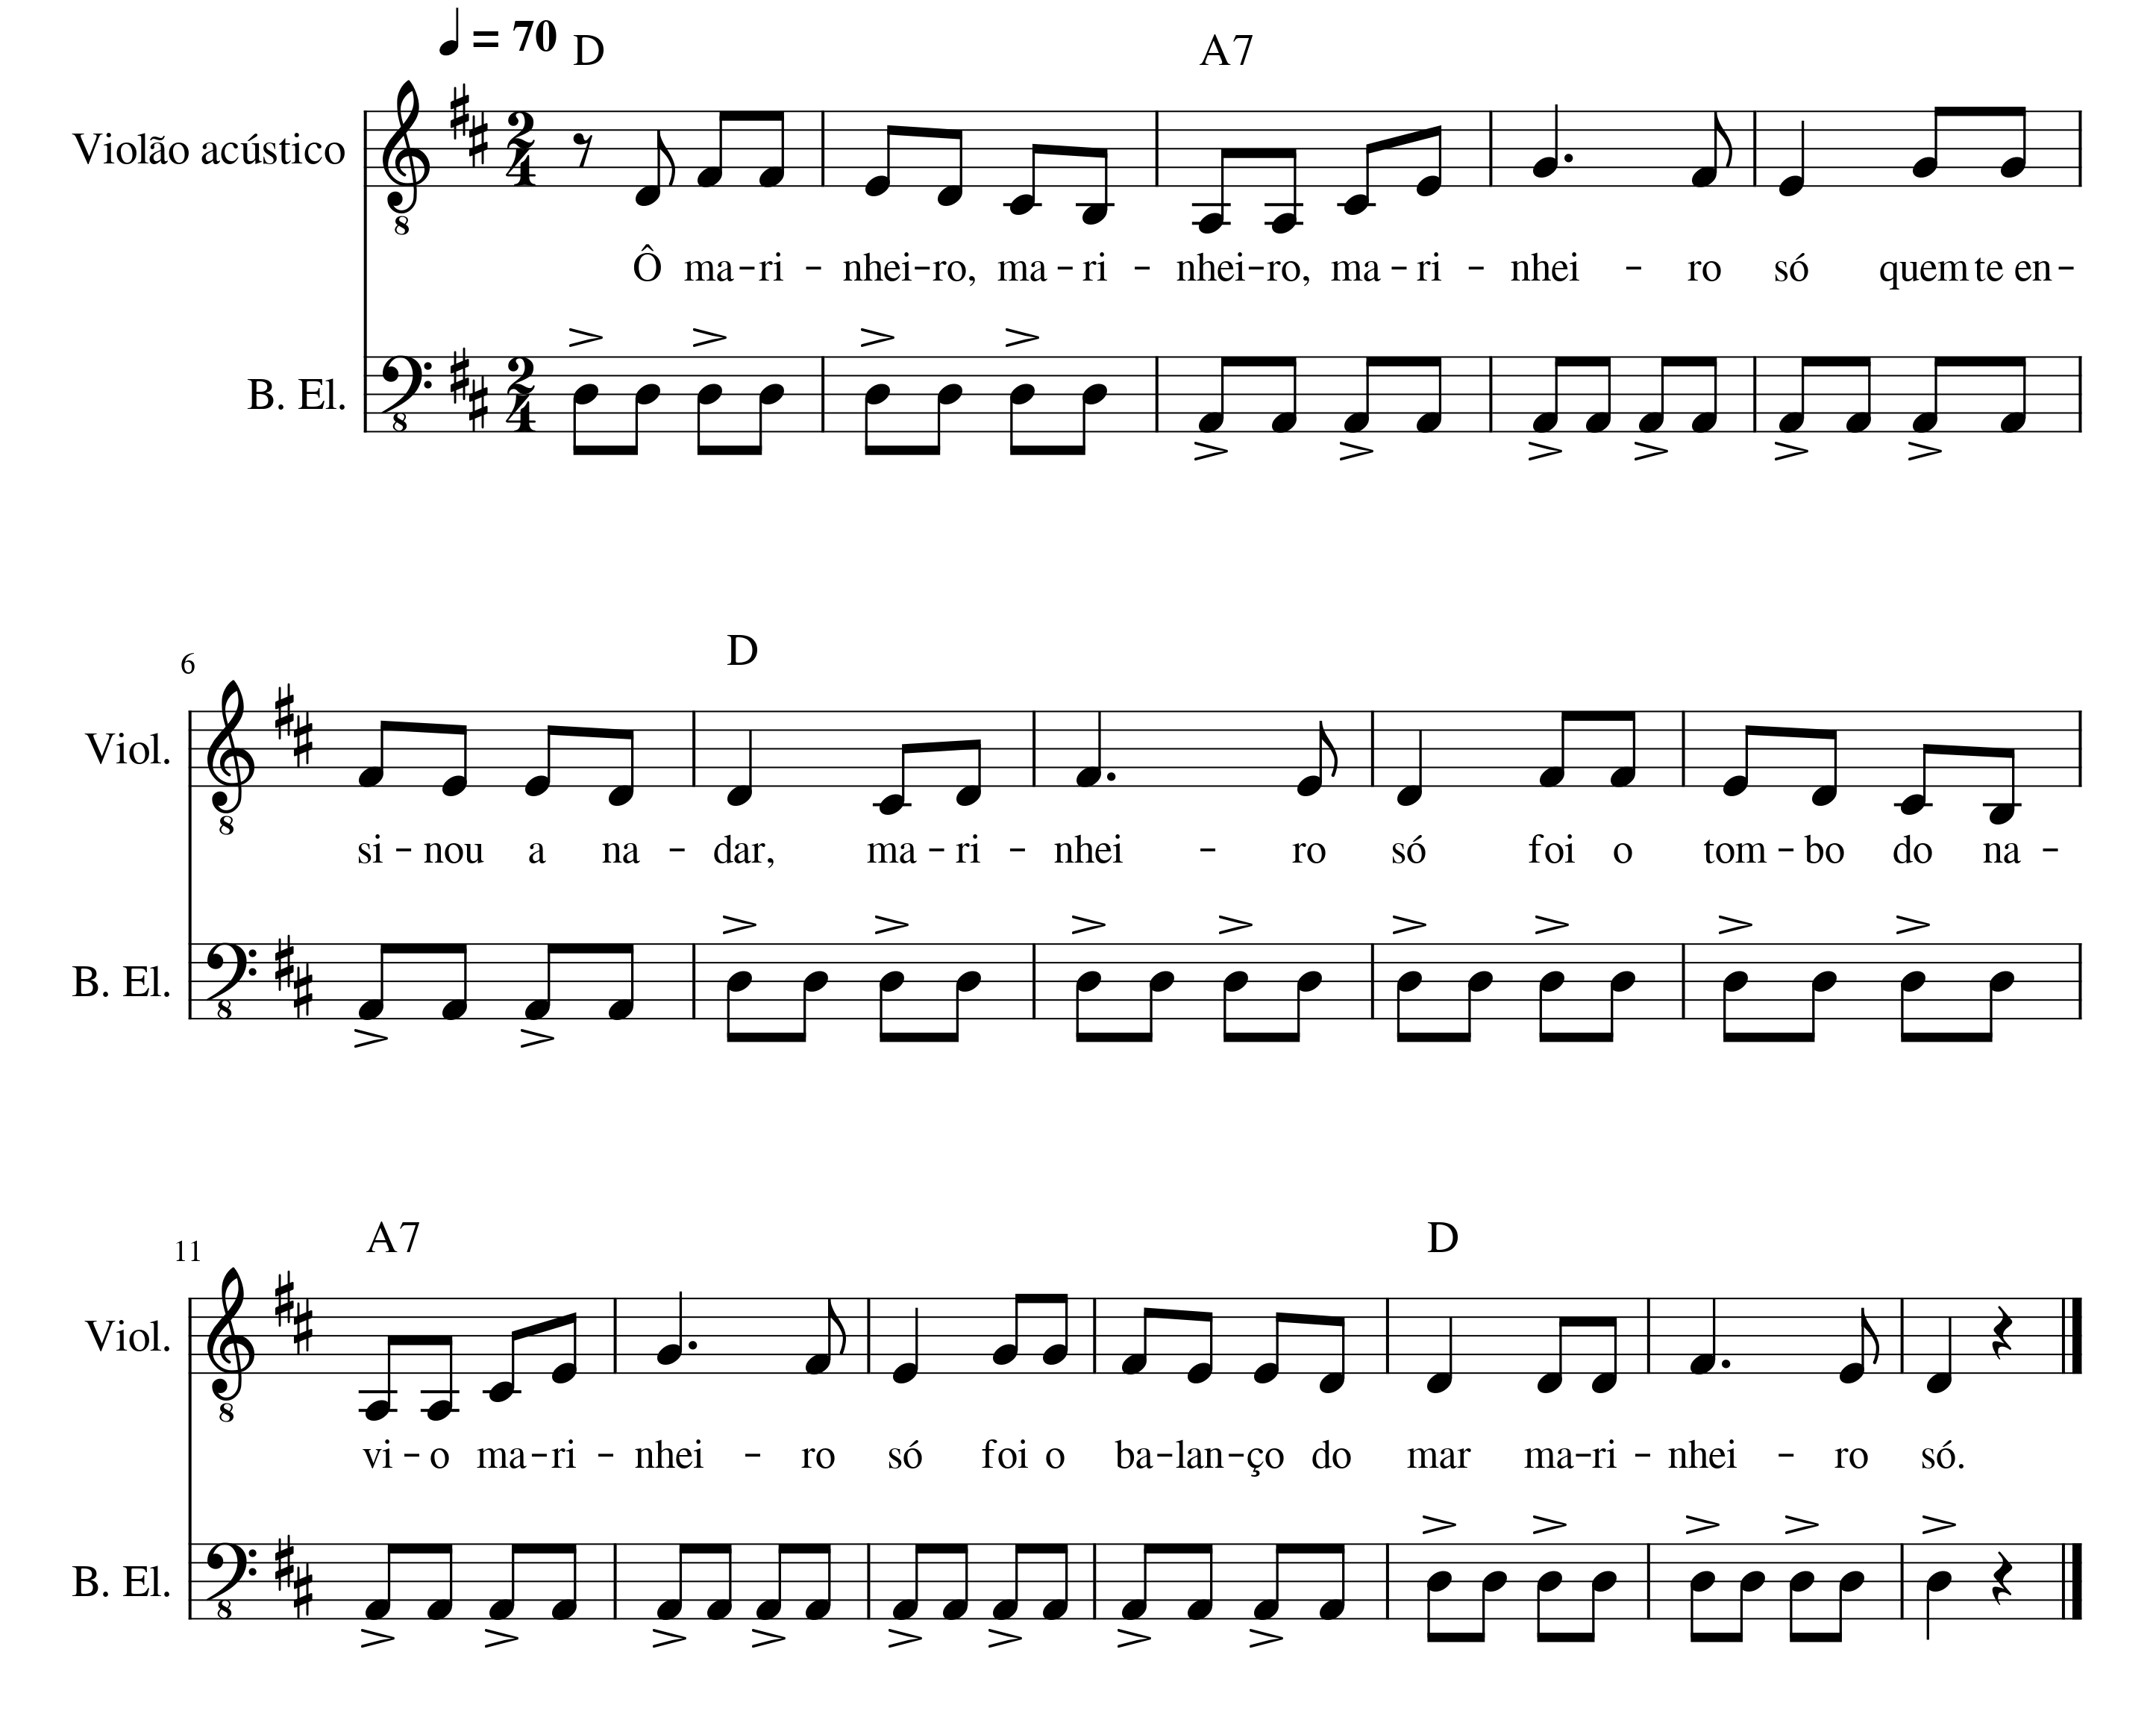 ♩ = 70 D A7
Violão acústico
Ô ma-ri-nhei-ro, ma-ri-nhei-ro, ma-ri-nhei-ro só quem te en-
B. El.
D
6
Viol.
si-nou a na-dar, ma-ri-nhei-ro só foi o tom-bo do na-
B. El.
A7 D
11
Viol.
vi-o ma-ri-nhei-ro só foi o ba-lan-ço do mar ma-ri-nhei-ro só.
B. El.